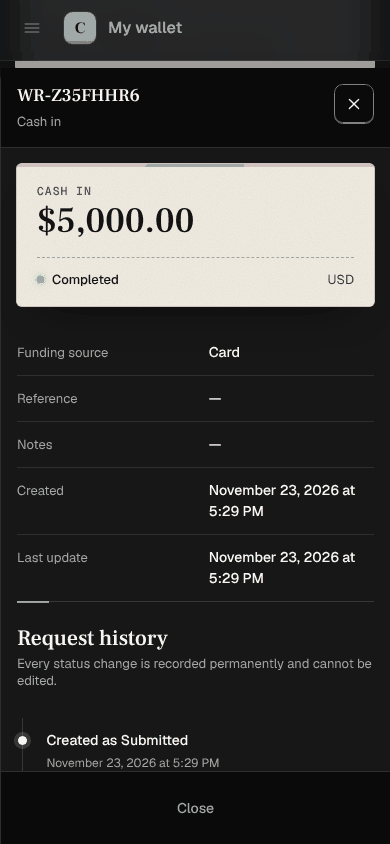 C
My wallet
WR-Z35FHHR6
Cash in
CASH IN
$5,000.00
Completed
USD
Funding source
Card
Reference
—
Notes
—
Created
November 23, 2026 at
5:29 PM
Last update
November 23, 2026 at
5:29 PM
Request history
Every status change is recorded permanently and cannot be
edited.
Created as Submitted
November 23, 2026 at 5:29 PM
Close